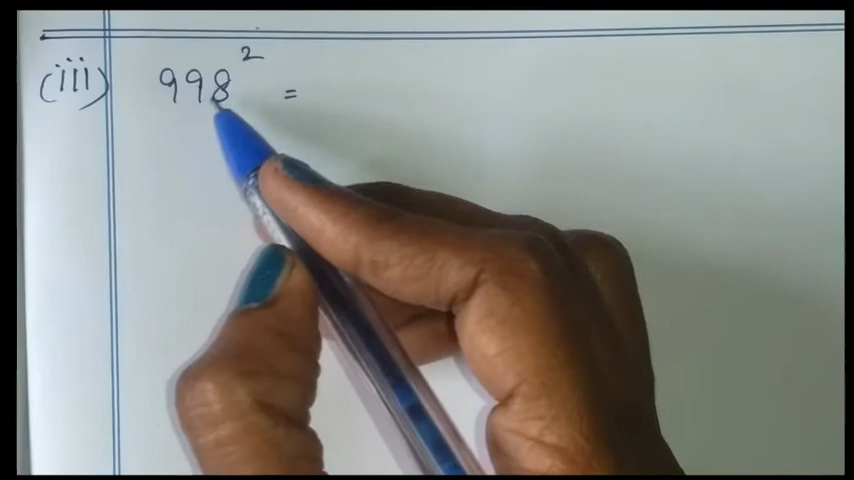 (iii) 998² =